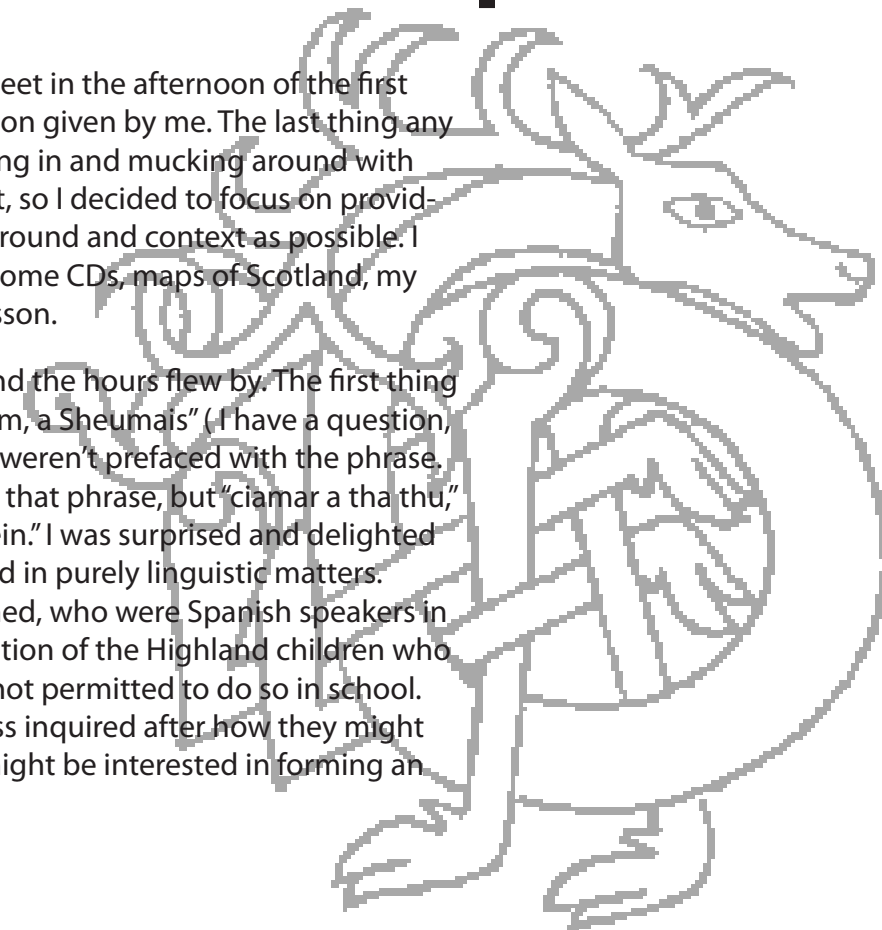 eet in the afternoon of the first
on given by me. The last thing any
ng in and mucking around with
t, so I decided to focus on provid-
round and context as possible. I
ome CDs, maps of Scotland, my
sson.
nd the hours flew by. The first thing
m, a Sheumais” ( I have a question,
weren’t prefaced with the phrase.
that phrase, but “ciamar a tha thu,”
ein.” I was surprised and delighted
d in purely linguistic matters.
ned, who were Spanish speakers in
tion of the Highland children who
not permitted to do so in school.
ss inquired after how they might
might be interested in forming an